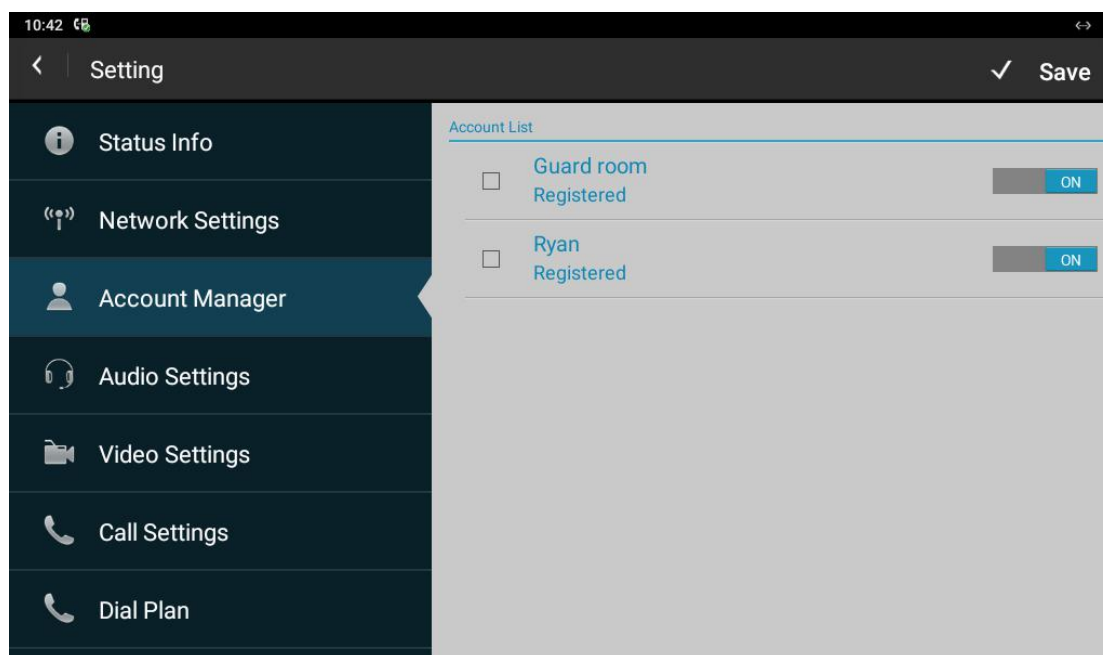 10:42
Setting
Save
Status Info
Network Settings
Account Manager
Audio Settings
Video Settings
Call Settings
Dial Plan
Account List
Guard room
Registered
ON
Ryan
Registered
ON